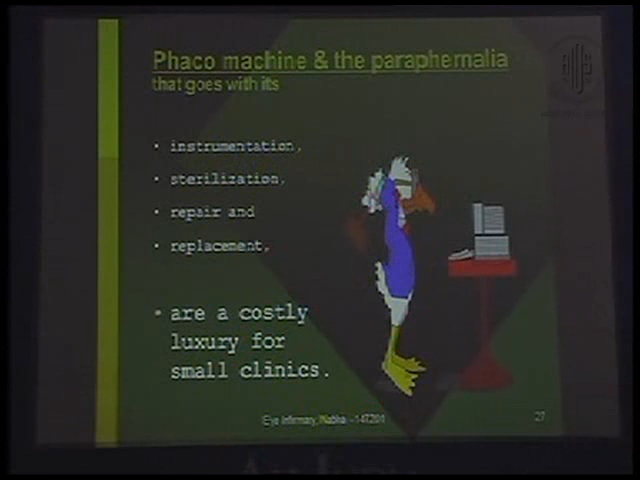 Phaco machine & the paraphernalia
that goes with its
• instrumentation,
• sterilization,
• repair and
• replacement,
• are a costly
luxury for
small clinics.
Eye Infirmary, Nabha - 147201
27